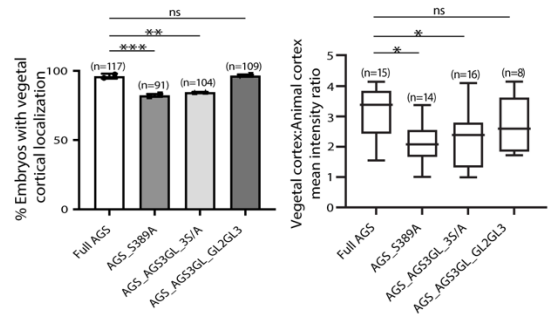 ns
**
***
(n=117)
(n=91)
(n=104)
(n=109)
100
50
0
% Embryos with vegetal
cortical localization
Full AGS
AGS_S389A
AGS_AGS3GL_3S/A
AGS_AGS3GL_GL2GL3
ns
*
*
(n=15)
(n=14)
(n=16)
(n=8)
5
4
3
2
1
0
Vegetal cortex:Animal cortex
mean intensity ratio
Full AGS
AGS_S389A
AGS_AGS3GL_3S/A
AGS_AGS3GL_GL2GL3